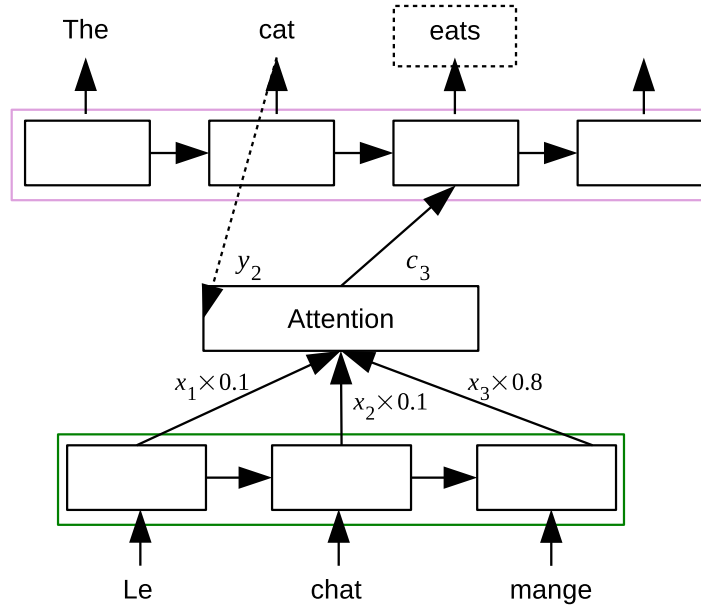 The cat eats
y2 c3
Attention
x1×0.1 x2×0.1 x3×0.8
Le chat mange